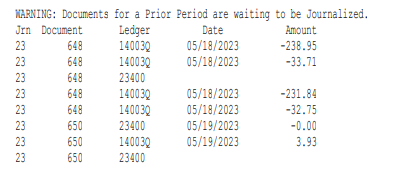 WARNING: Documents for a Prior Period are waiting to be Journalized.
Jrn Document Ledger Date Amount
23 648 14003Q 05/18/2023 -238.95
23 648 14003Q 05/18/2023 -33.71
23 648 23400
23 648 14003Q 05/18/2023 -231.84
23 648 14003Q 05/18/2023 -32.75
23 650 23400 05/19/2023 -0.00
23 650 14003Q 05/19/2023 3.93
23 650 23400